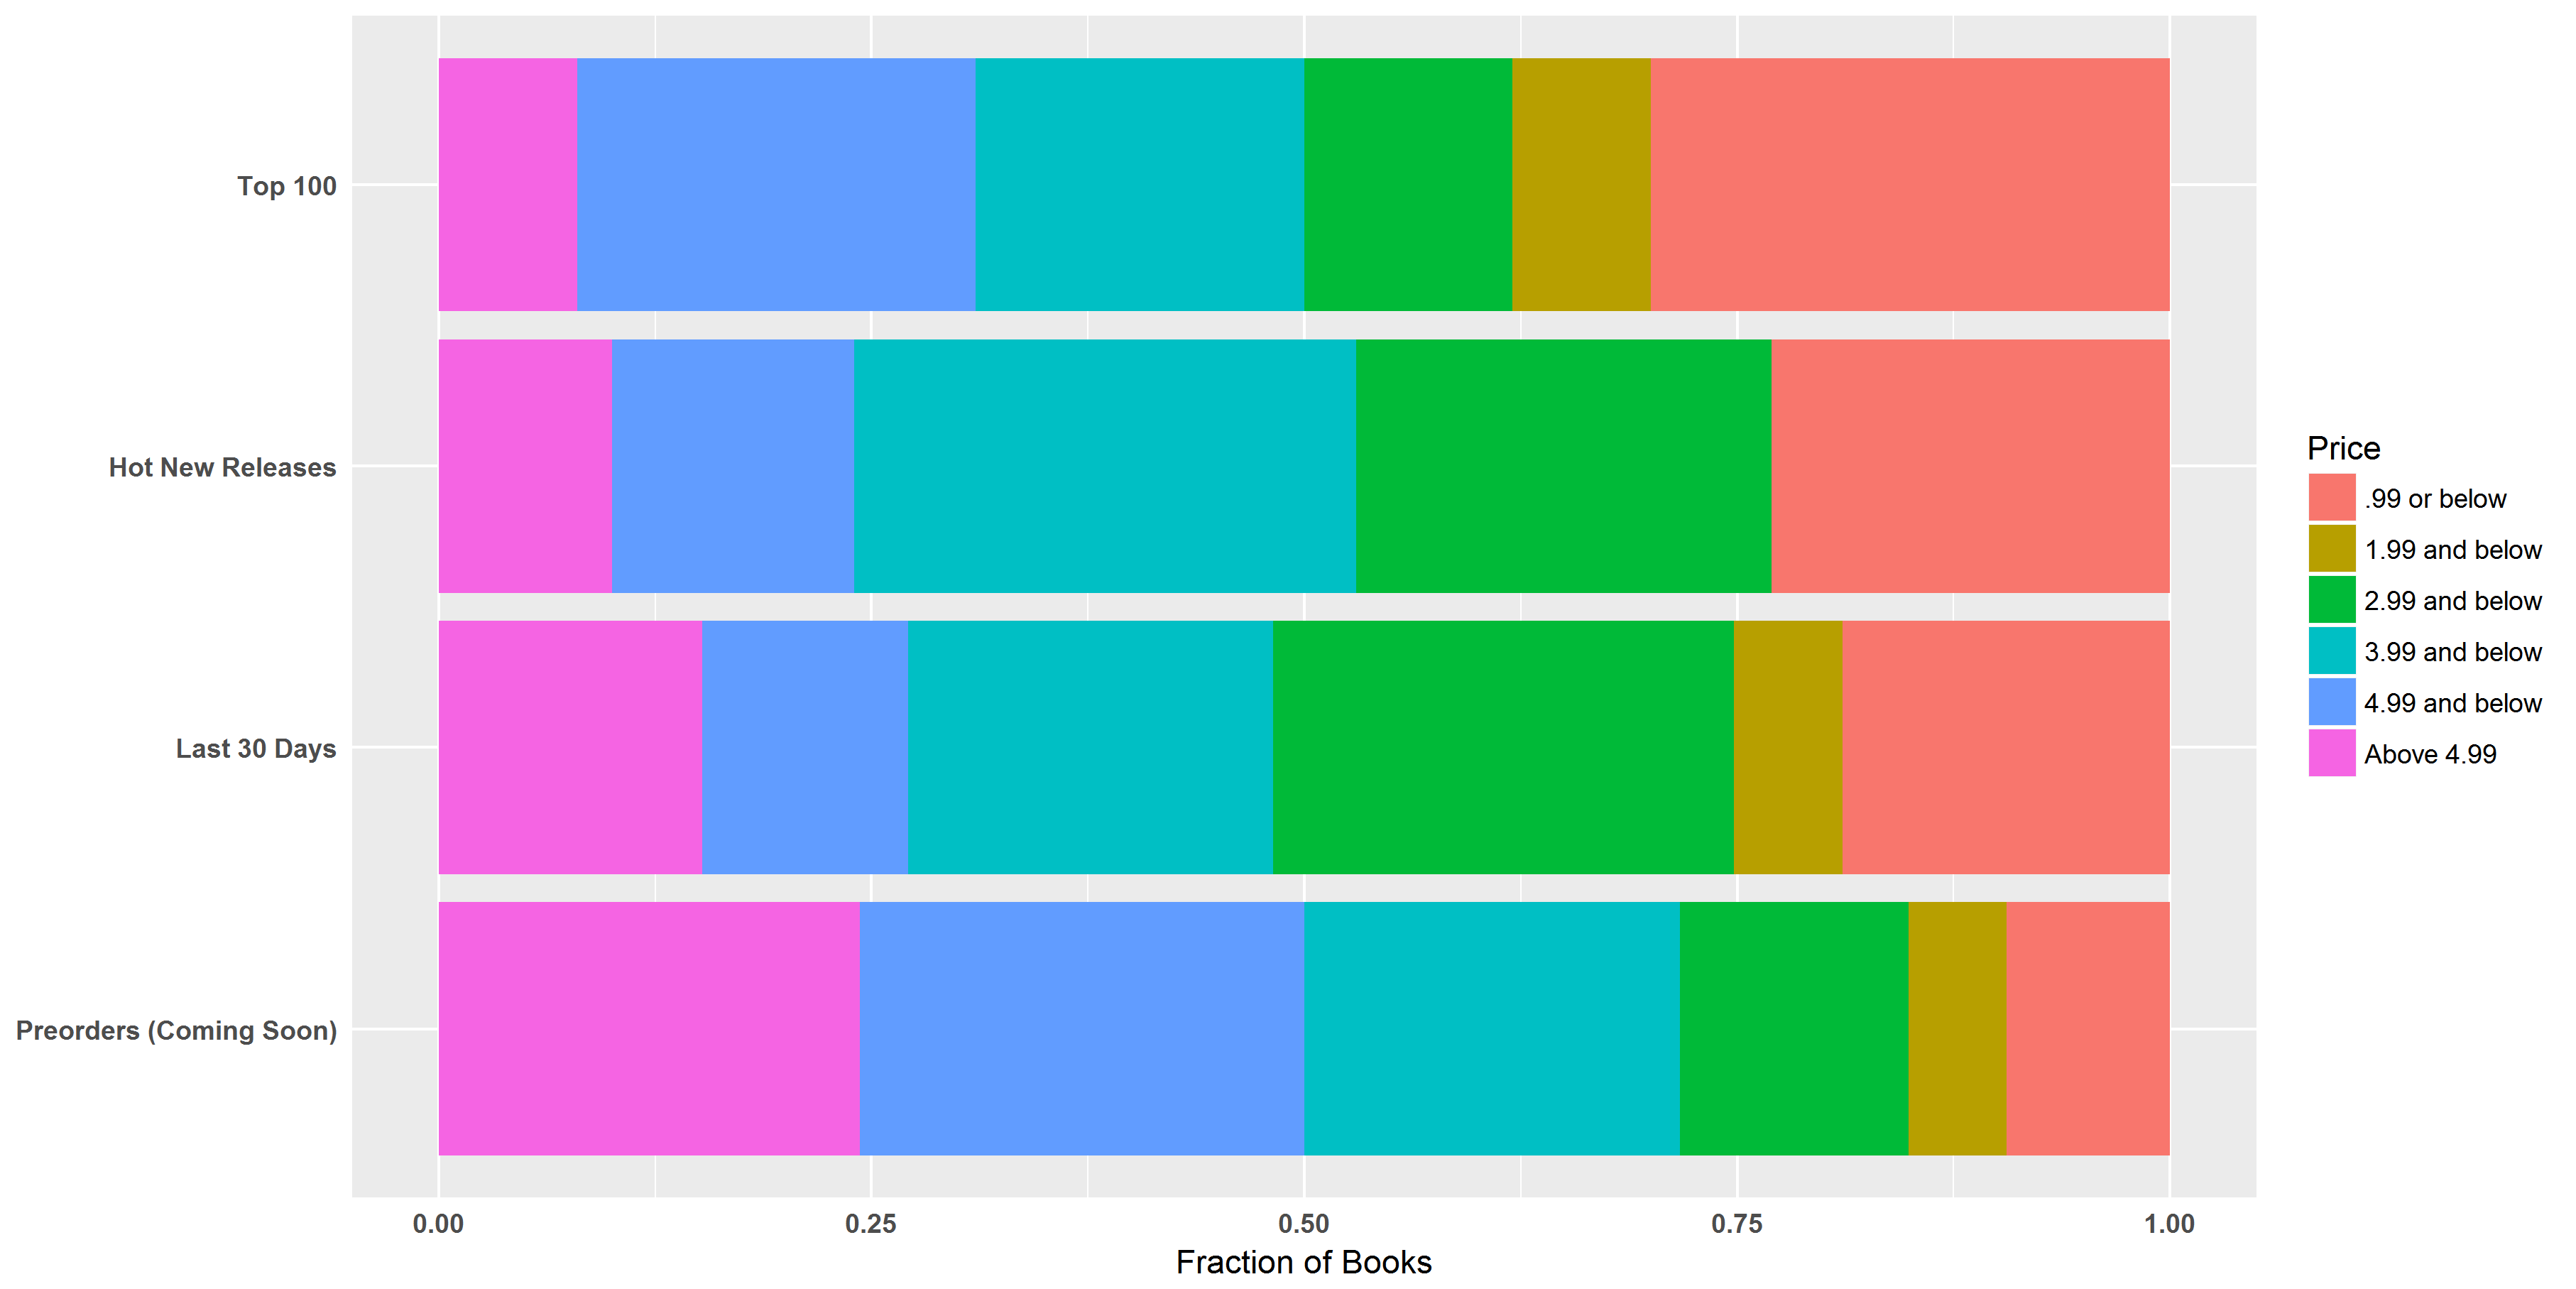 Top 100
Hot New Releases
Last 30 Days
Preorders (Coming Soon)
0.00
0.25
0.50
0.75
1.00
Fraction of Books
Price
.99 or below
1.99 and below
2.99 and below
3.99 and below
4.99 and below
Above 4.99